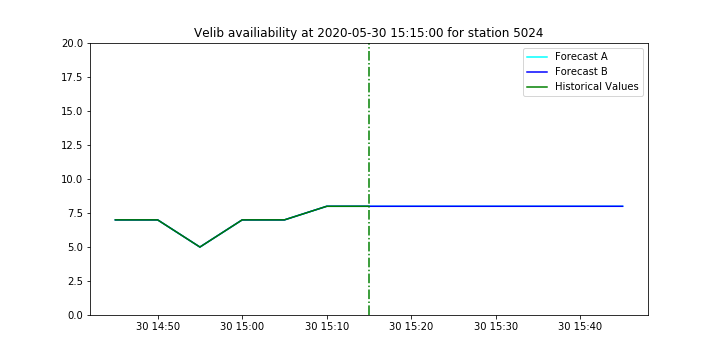 Velib availiability at 2020-05-30 15:15:00 for station 5024
20.0
17.5
15.0
12.5
10.0
7.5
5.0
2.5
0.0
Forecast A
Forecast B
Historical Values
30 14:50 30 15:00 30 15:10 30 15:20 30 15:30 30 15:40